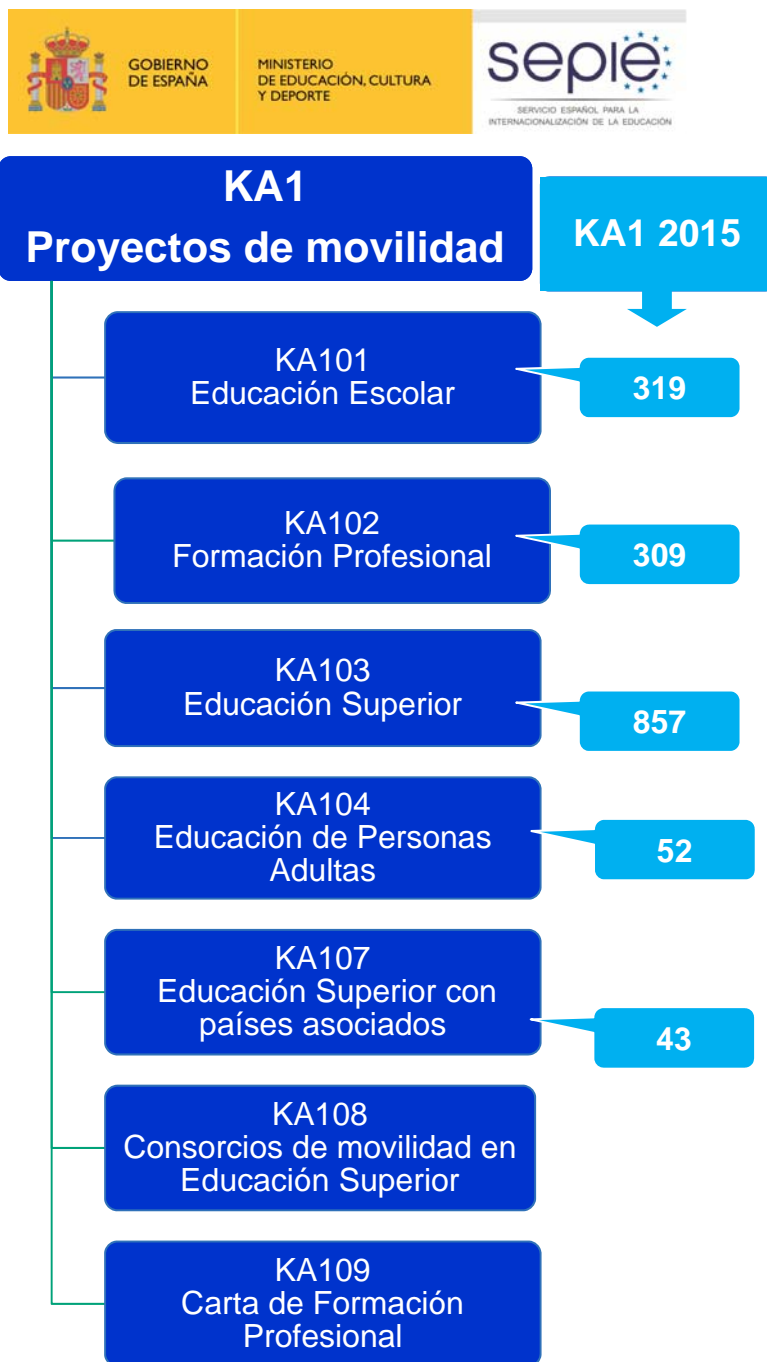 GOBIERNO
DE ESPAÑA
MINISTERIO
DE EDUCACIÓN, CULTURA
Y DEPORTE
sepie
SERVICIO ESPAÑOL PARA LA
INTERNACIONALIZACIÓN DE LA EDUCACIÓN
KA1
Proyectos de movilidad
KA1 2015
KA101
Educación Escolar
319
KA102
Formación Profesional
309
KA103
Educación Superior
857
KA104
Educación de Personas
Adultas
52
KA107
Educación Superior con
países asociados
43
KA108
Consorcios de movilidad en
Educación Superior
KA109
Carta de Formación
Profesional